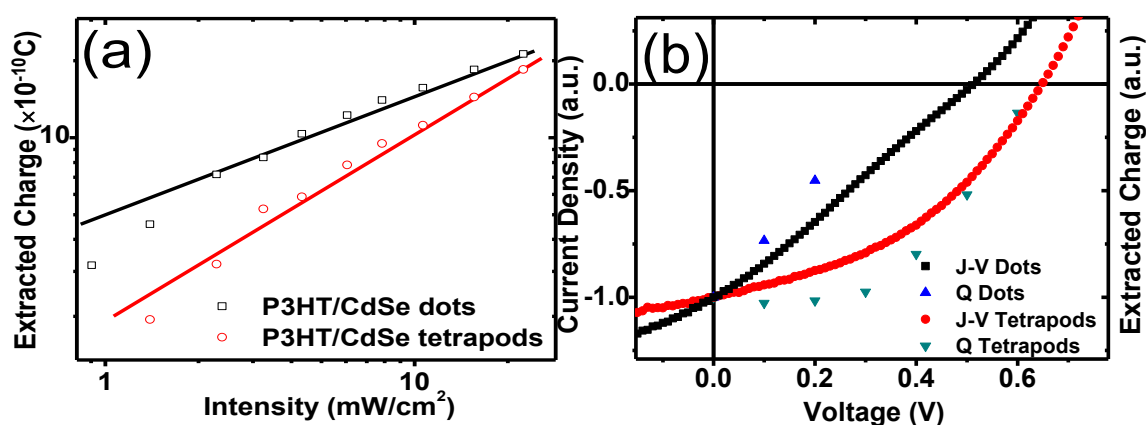 (a)
Extracted Charge (×10⁻¹⁰C)
10
P3HT/CdSe dots
P3HT/CdSe tetrapods
1
10
Intensity (mW/cm²)
(b)
Current Density (a.u.)
0.0
-0.5
-1.0
J-V Dots
Q Dots
J-V Tetrapods
Q Tetrapods
0.0
0.2
0.4
0.6
Voltage (V)
Extracted Charge (a.u.)